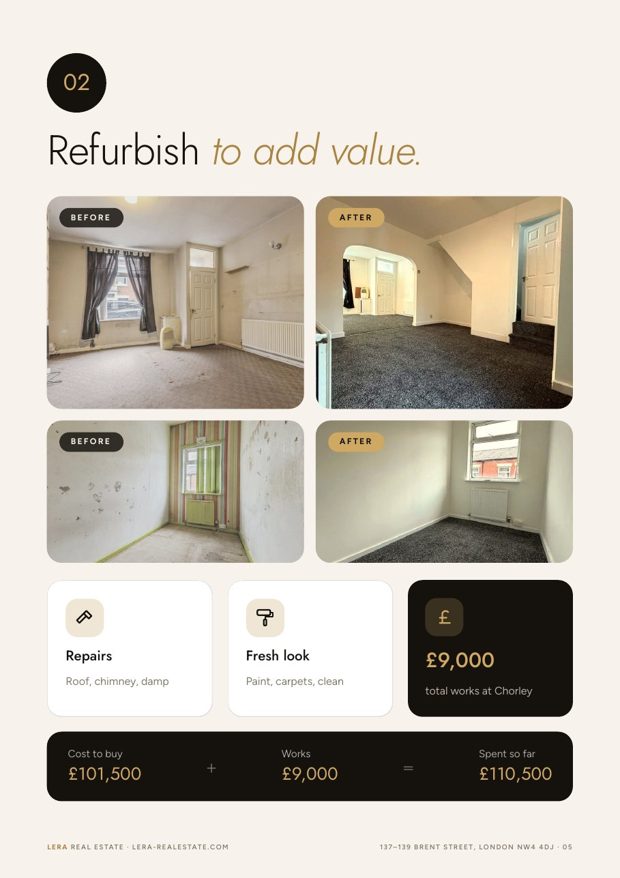 02
Refurbish to add value.
BEFORE
AFTER
BEFORE
AFTER
£
Repairs
Fresh look
£9,000
Roof, chimney, damp
Paint, carpets, clean
total works at Chorley
Cost to buy
Works
Spent so far
£101,500
+
£9,000
=
£110,500
LERA REAL ESTATE · LERA-REALESTATE.COM
137–139 BRENT STREET, LONDON NW4 4DJ · 05